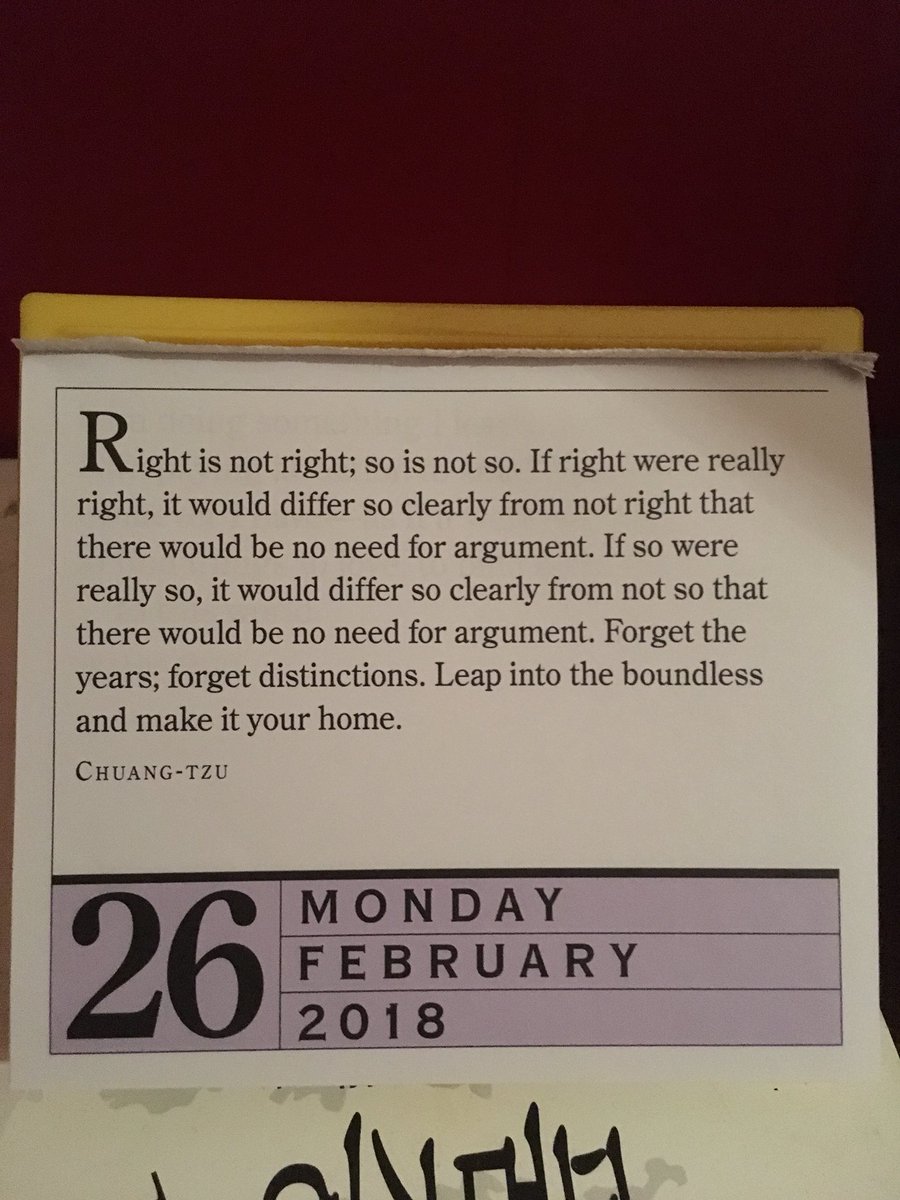 Right is not right; so is not so. If right were really
right, it would differ so clearly from not right that
there would be no need for argument. If so were
really so, it would differ so clearly from not so that
there would be no need for argument. Forget the
years; forget distinctions. Leap into the boundless
and make it your home.
CHUANG-TZU
26
MONDAY
FEBRUARY
2018